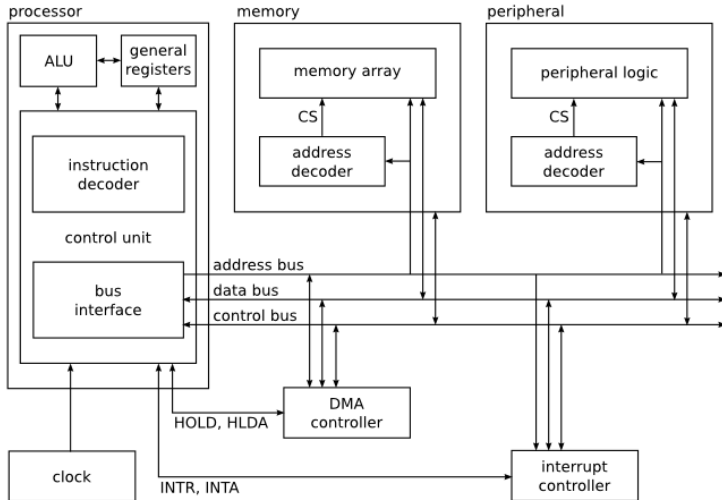 processor
memory
peripheral
ALU
general
registers
memory array
peripheral logic
CS
CS
address
decoder
address
decoder
instruction
decoder
control unit
bus
interface
address bus
data bus
control bus
DMA
controller
HOLD, HLDA
clock
INTR, INTA
interrupt
controller